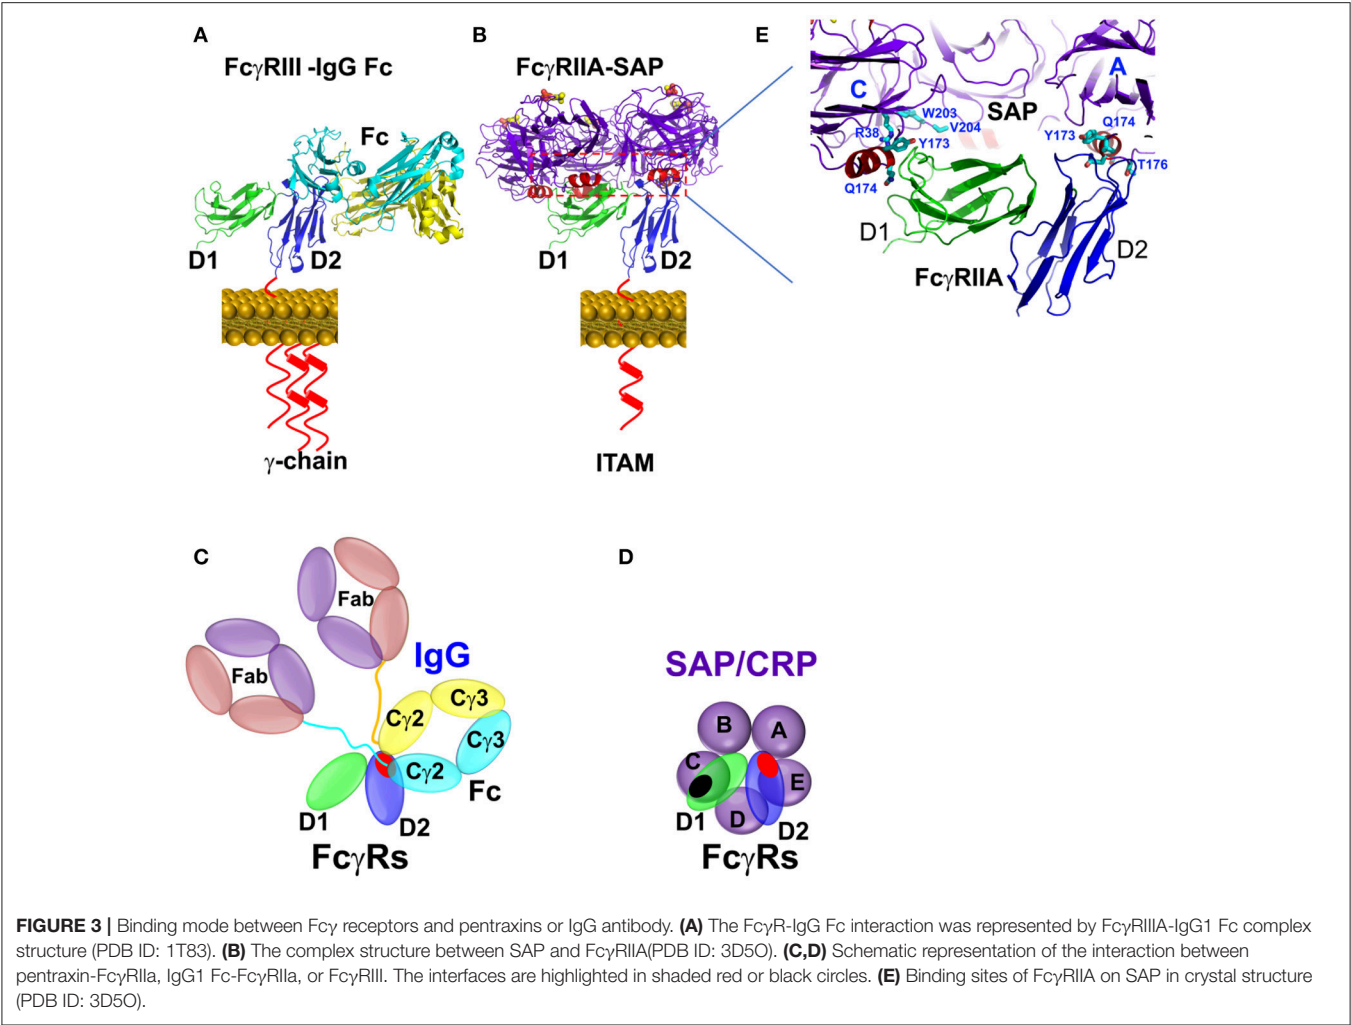 A
FcγRIII -IgG Fc
Fc
D1
D2
γ-chain
B
FcγRIIA-SAP
D1
D2
ITAM
E
C
A
SAP
W203
V204
R38
Y173
Q174
Q174
Y173
T176
D1
D2
FcγRIIA
C
Fab
Fab
IgG
Cγ3
Cγ2
Cγ3
Cγ2
Fc
D1
D2
FcγRs
D
SAP/CRP
B
A
C
E
D
D1
D2
FcγRs
FIGURE 3 | Binding mode between Fcγ receptors and pentraxins or IgG antibody. (A) The FcγR-IgG Fc interaction was represented by FcγRIIIA-IgG1 Fc complex
structure (PDB ID: 1T83). (B) The complex structure between SAP and FcγRIIA(PDB ID: 3D5O). (C,D) Schematic representation of the interaction between
pentraxin-FcγRIIa, IgG1 Fc-FcγRIIa, or FcγRIII. The interfaces are highlighted in shaded red or black circles. (E) Binding sites of FcγRIIA on SAP in crystal structure
(PDB ID: 3D5O).